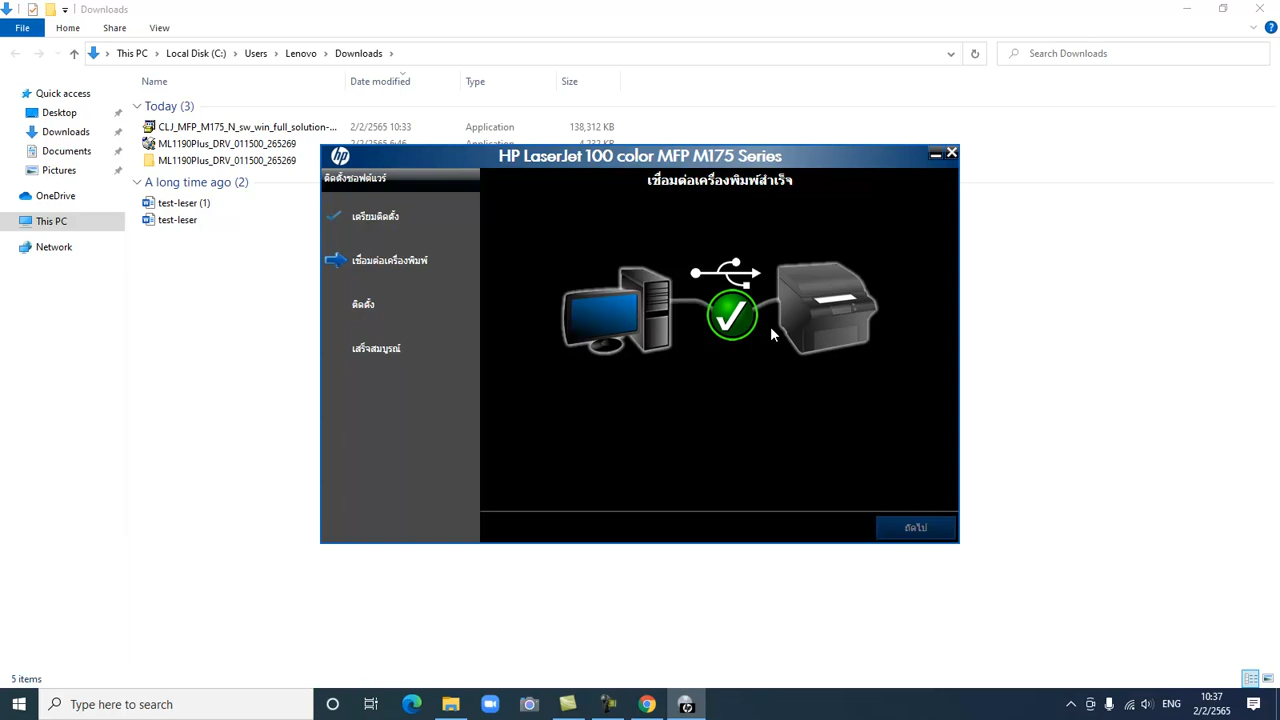 Downloads
File Home Share View
This PC Local Disk (C:) Users Lenovo Downloads
Search Downloads
Name Date modified Type Size
Quick access
Desktop
Downloads
Documents
Pictures
OneDrive
This PC
Network
Today (3)
CLJ_MFP_M175_N_sw_win_full_solution-... 2/2/2565 10:33 Application 138,312 KB
ML1190Plus_DRV_011500_265269
ML1190Plus_DRV_011500_265269
A long time ago (2)
test-leser (1)
test-leser
hp
HP LaserJet 100 color MFP M175 Series
ติดตั้งซอฟต์แวร์
เตรียมติดตั้ง
เชื่อมต่อเครื่องพิมพ์
ติดตั้ง
เสร็จสมบูรณ์
เชื่อมต่อเครื่องพิมพ์สำเร็จ
ถัดไป
5 items
Type here to search
ENG
10:37
2/2/2565